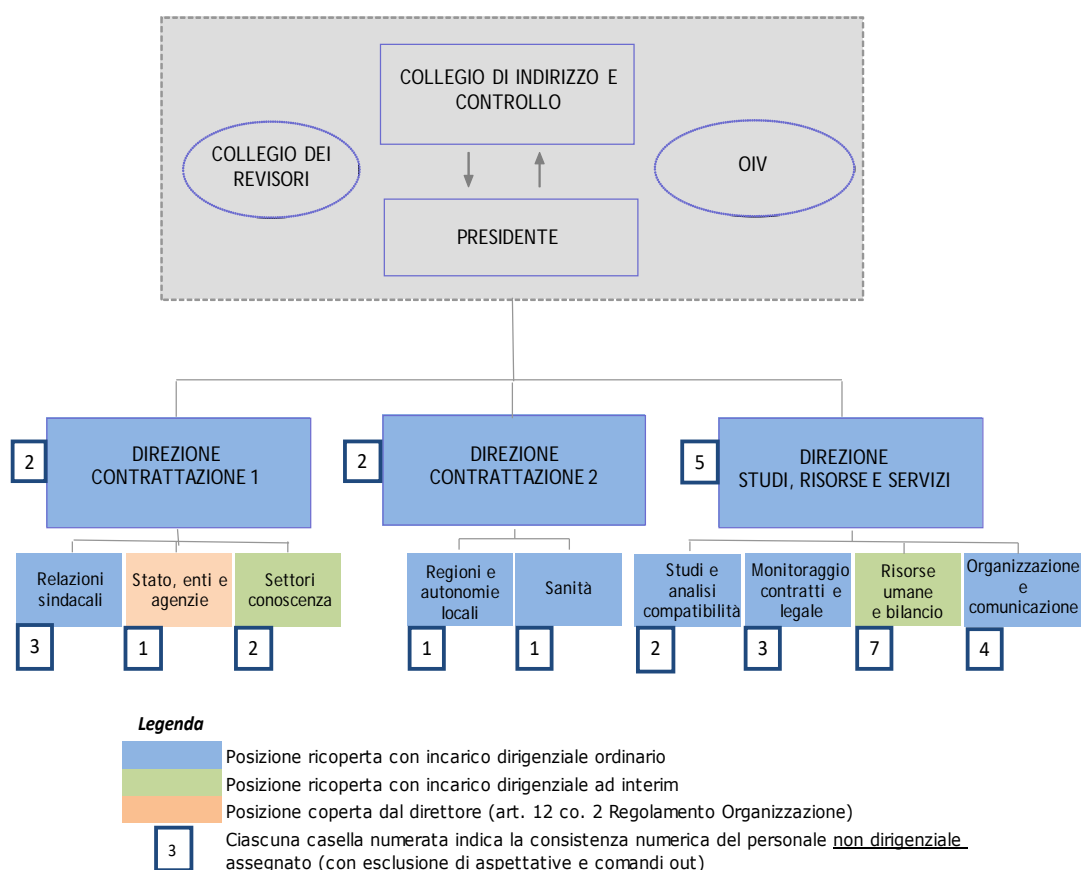 COLLEGIO DI INDIRIZZO E
CONTROLLO
COLLEGIO DEI
REVISORI
OIV
PRESIDENTE
2
DIREZIONE
CONTRATTAZIONE 1
2
DIREZIONE
CONTRATTAZIONE 2
5
DIREZIONE
STUDI, RISORSE E SERVIZI
Relazioni
sindacali
3
Stato, enti e
agenzie
1
Settori
conoscenza
2
Regioni e
autonomie
locali
1
Sanità
1
Studi e
analisi
compatibilità
2
Monitoraggio
contratti e
legale
3
Risorse
umane
e bilancio
7
Organizzazione
e
comunicazione
4
Legenda
Posizione ricoperta con incarico dirigenziale ordinario
Posizione ricoperta con incarico dirigenziale ad interim
Posizione coperta dal direttore (art. 12 co. 2 Regolamento Organizzazione)
3
Ciascuna casella numerata indica la consistenza numerica del personale non dirigenziale
assegnato (con esclusione di aspettative e comandi out)